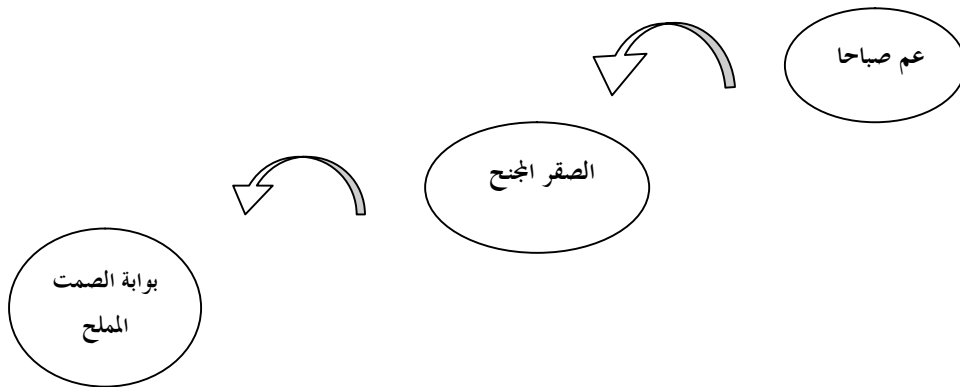 عم صباحا
الصقر المجنح
بوابة الصمت
المملح